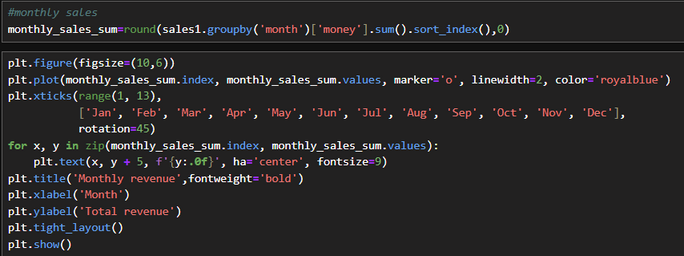 #monthly sales
monthly_sales_sum=round(sales1.groupby('month')['money'].sum().sort_index(),0)
plt.figure(figsize=(10,6))
plt.plot(monthly_sales_sum.index, monthly_sales_sum.values, marker='o', linewidth=2, color='royalblue')
plt.xticks(range(1, 13),
['Jan', 'Feb', 'Mar', 'Apr', 'May', 'Jun', 'Jul', 'Aug', 'Sep', 'Oct', 'Nov', 'Dec'],
rotation=45)
for x, y in zip(monthly_sales_sum.index, monthly_sales_sum.values):
plt.text(x, y + 5, f'{y:.0f}', ha='center', fontsize=9)
plt.title('Monthly revenue',fontweight='bold')
plt.xlabel('Month')
plt.ylabel('Total revenue')
plt.tight_layout()
plt.show()